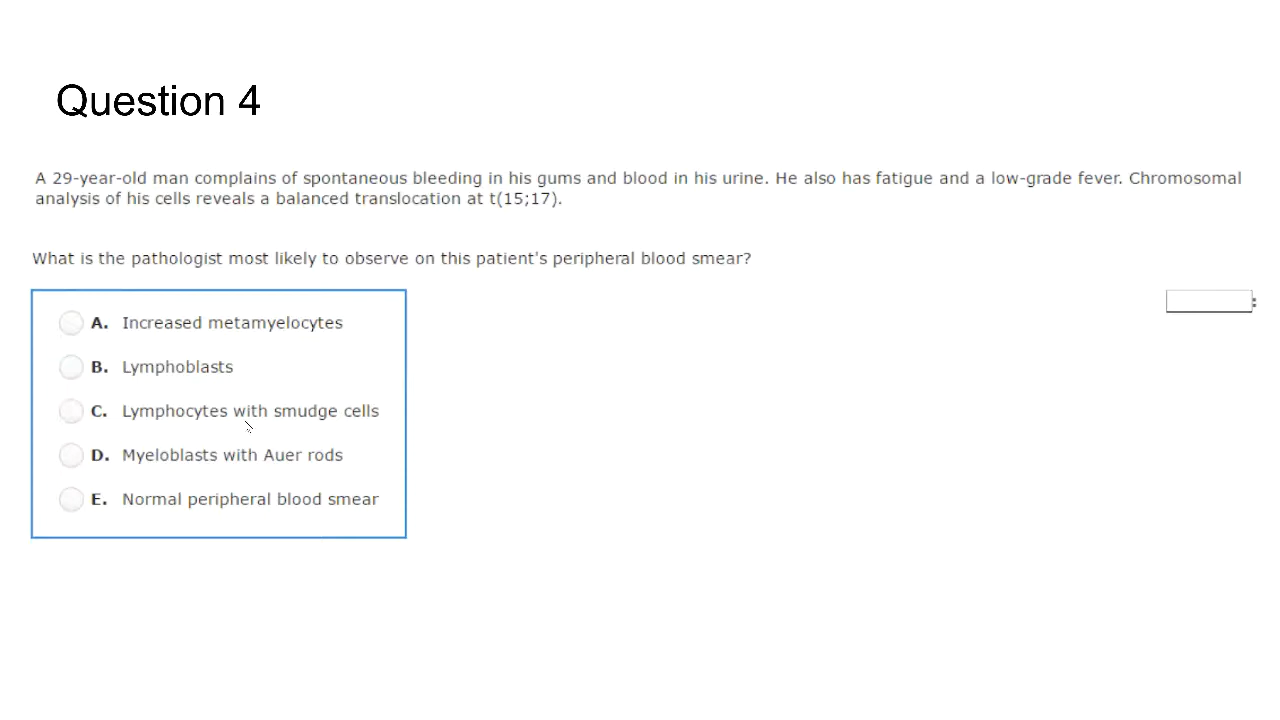 Question 4
A 29-year-old man complains of spontaneous bleeding in his gums and blood in his urine. He also has fatigue and a low-grade fever. Chromosomal
analysis of his cells reveals a balanced translocation at t(15;17).
What is the pathologist most likely to observe on this patient's peripheral blood smear?
A. Increased metamyelocytes
B. Lymphoblasts
C. Lymphocytes with smudge cells
D. Myeloblasts with Auer rods
E. Normal peripheral blood smear